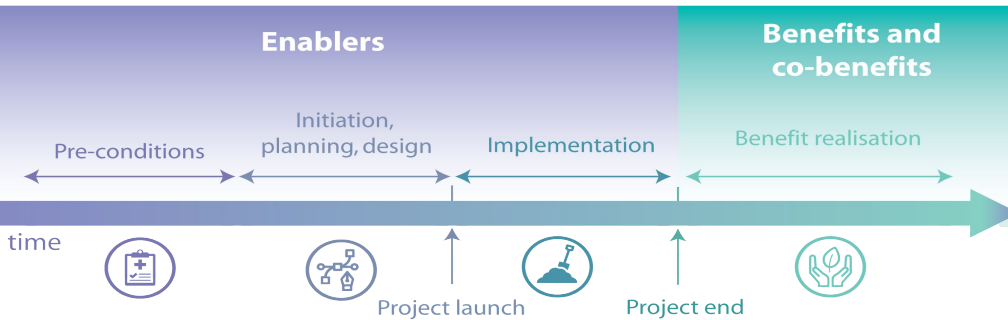 Enablers
Benefits and
co-benefits
Pre-conditions
Initiation,
planning, design
Implementation
Benefit realisation
time
Project launch
Project end